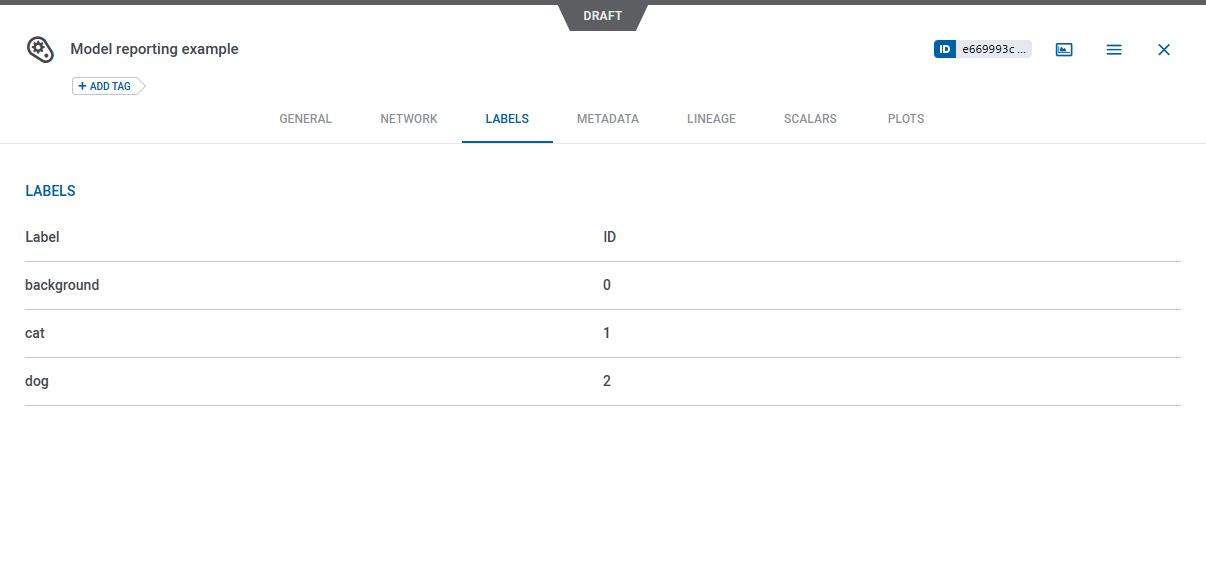 DRAFT
Model reporting example
ID e669993c ...
+ ADD TAG
GENERAL NETWORK LABELS METADATA LINEAGE SCALARS PLOTS
LABELS
Label ID
background 0
cat 1
dog 2